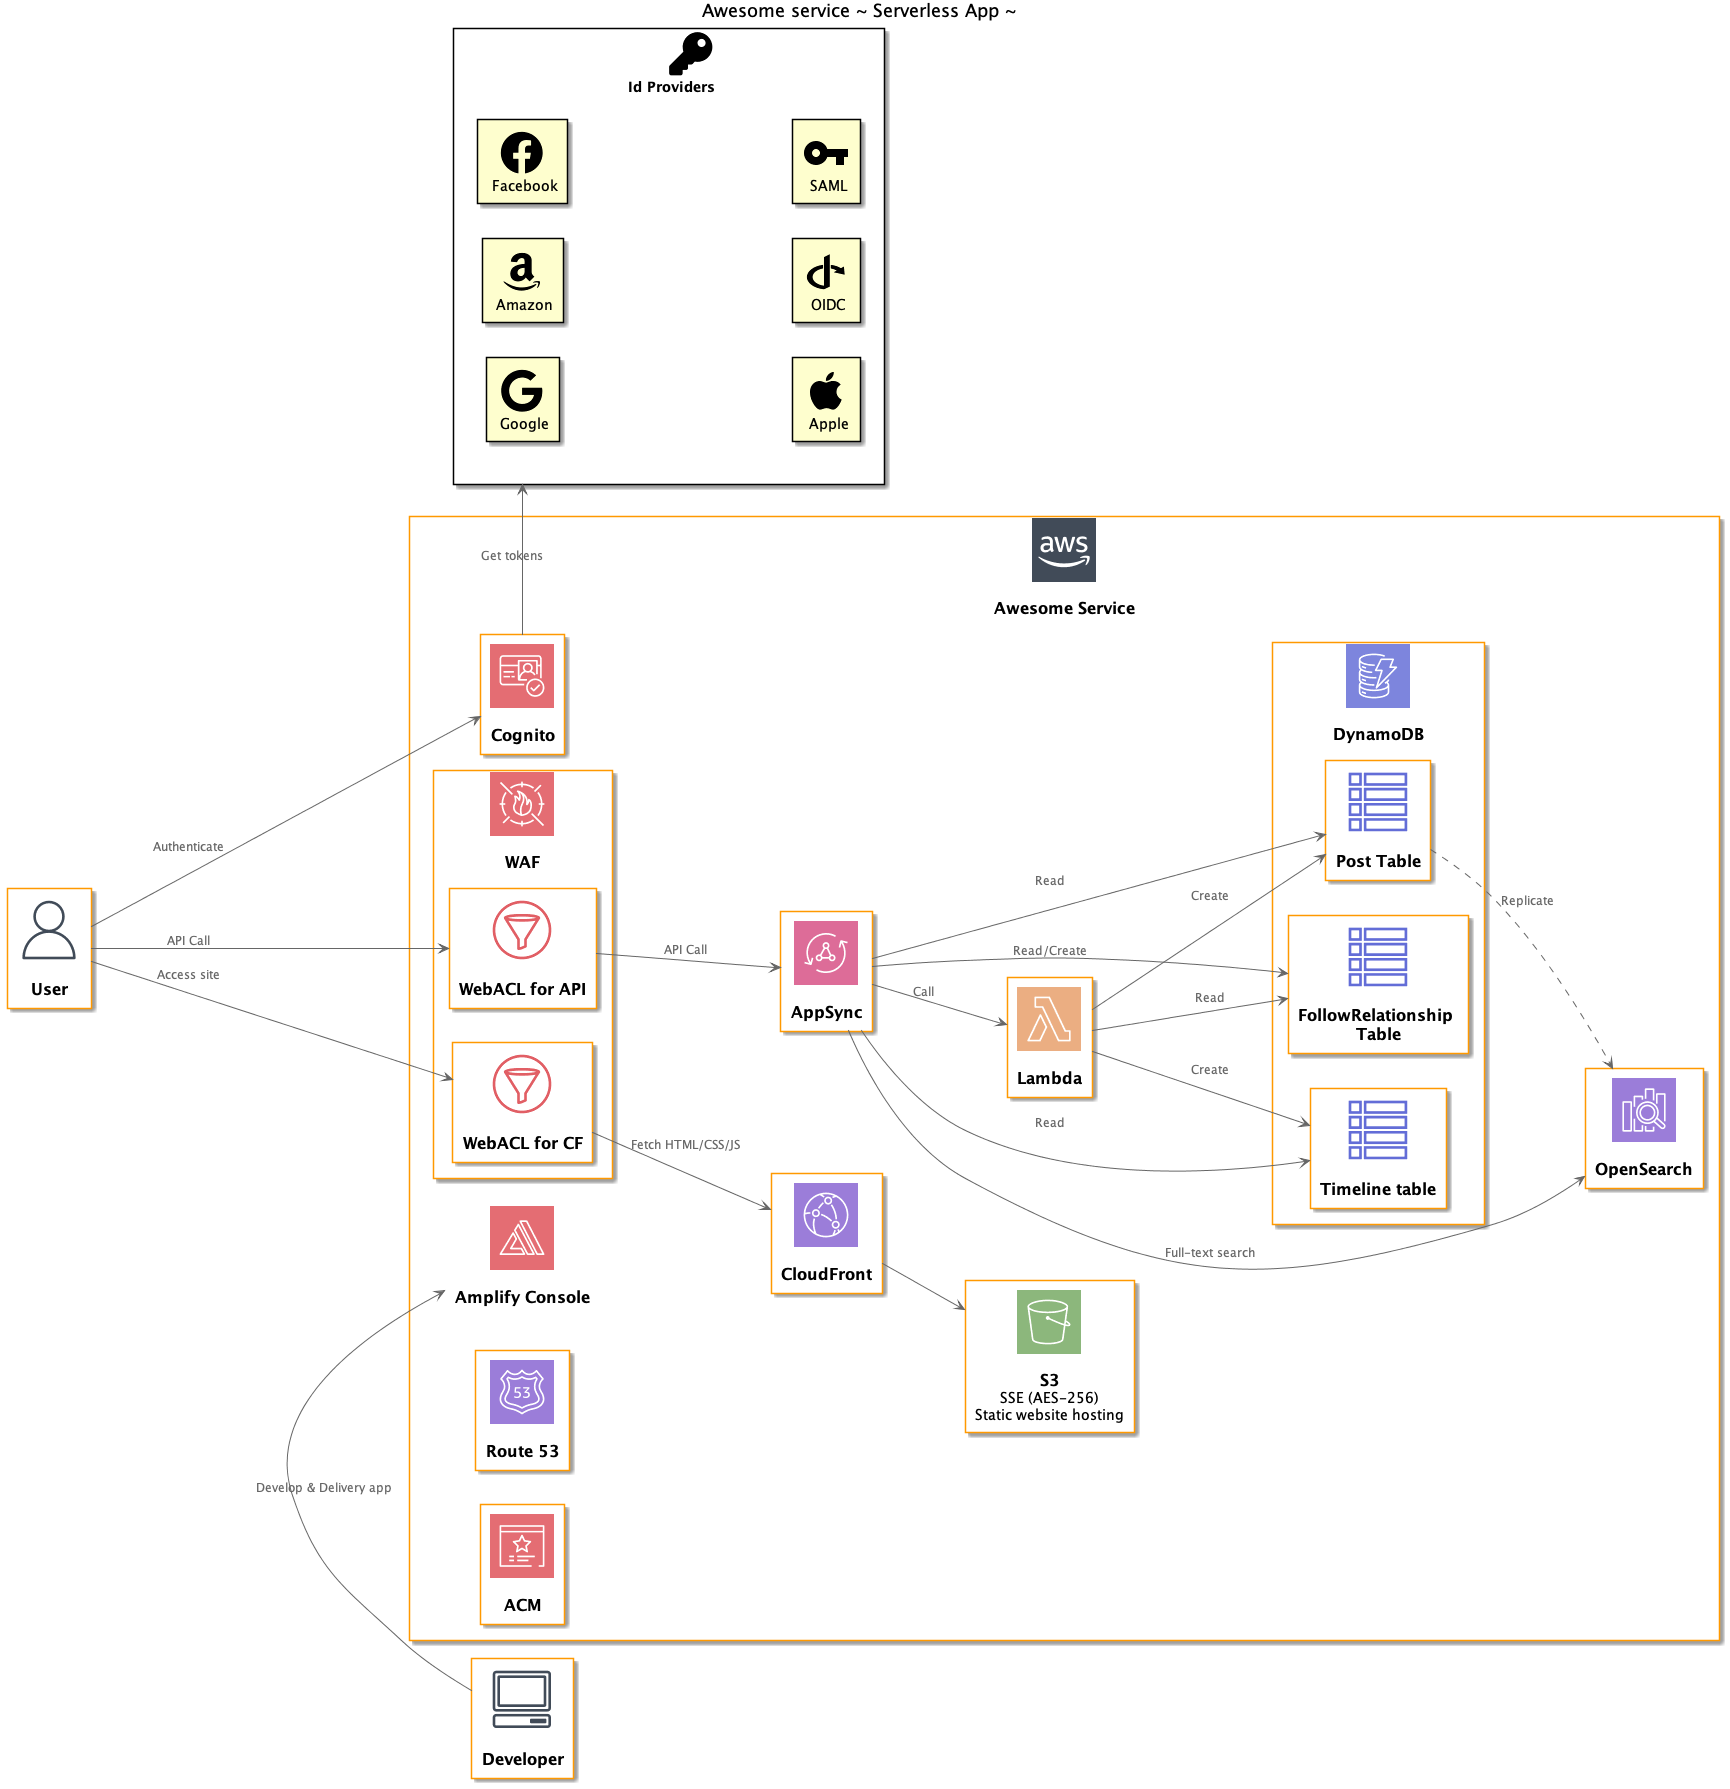 Awesome service ~ Serverless App ~
Id Providers
Facebook
SAML
Amazon
OIDC
Google
Apple
Get tokens
aws
Awesome Service
Cognito
DynamoDB
Authenticate
WAF
Post Table
Read
Create
Replicate
User
API Call
Access site
WebACL for API
API Call
AppSync
Read/Create
Call
Read
FollowRelationship
Table
Lambda
Create
Read
WebACL for CF
Fetch HTML/CSS/JS
Timeline table
OpenSearch
Full-text search
CloudFront
Amplify Console
S3
SSE (AES-256)
Static website hosting
53
Route 53
Develop & Delivery app
ACM
Developer